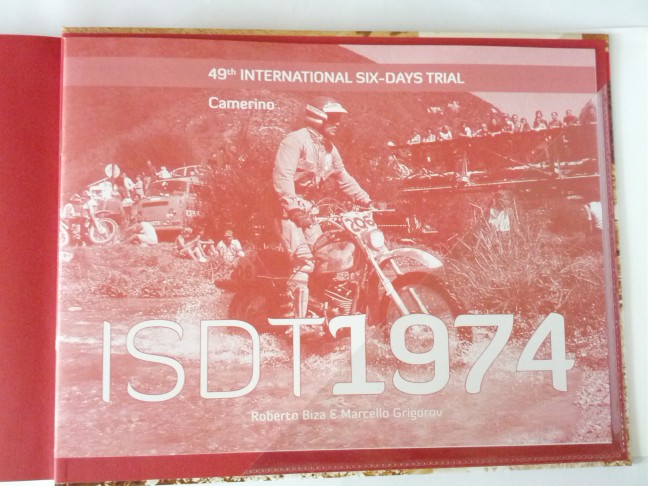 49th INTERNATIONAL SIX-DAYS TRIAL
Camerino
ISDT1974
Roberto Biza & Marcello Grigorov